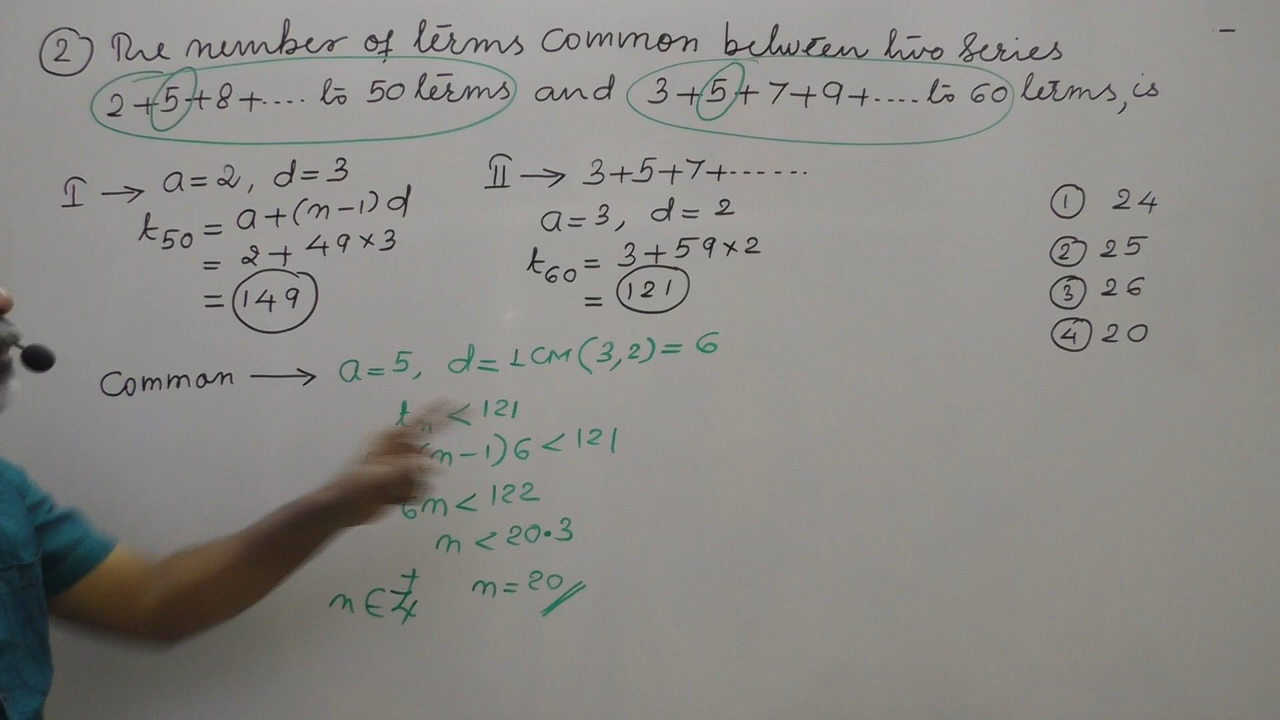 ② The number of terms common between two series
2+5+8+.... to 50 terms and 3+5+7+9+.... to 60 terms, is
I → a=2, d=3
t50 = a+(n-1)d
= 2+49×3
= 149
II → 3+5+7+......
a=3, d=2
t60 = 3+59×2
= 121
① 24
② 25
③ 26
④ 20
Common → a=5, d=LCM(3,2)=6
tn < 121
(n-1)6 < 121
6n < 122
n < 20.3
n∈Z+ n=20//